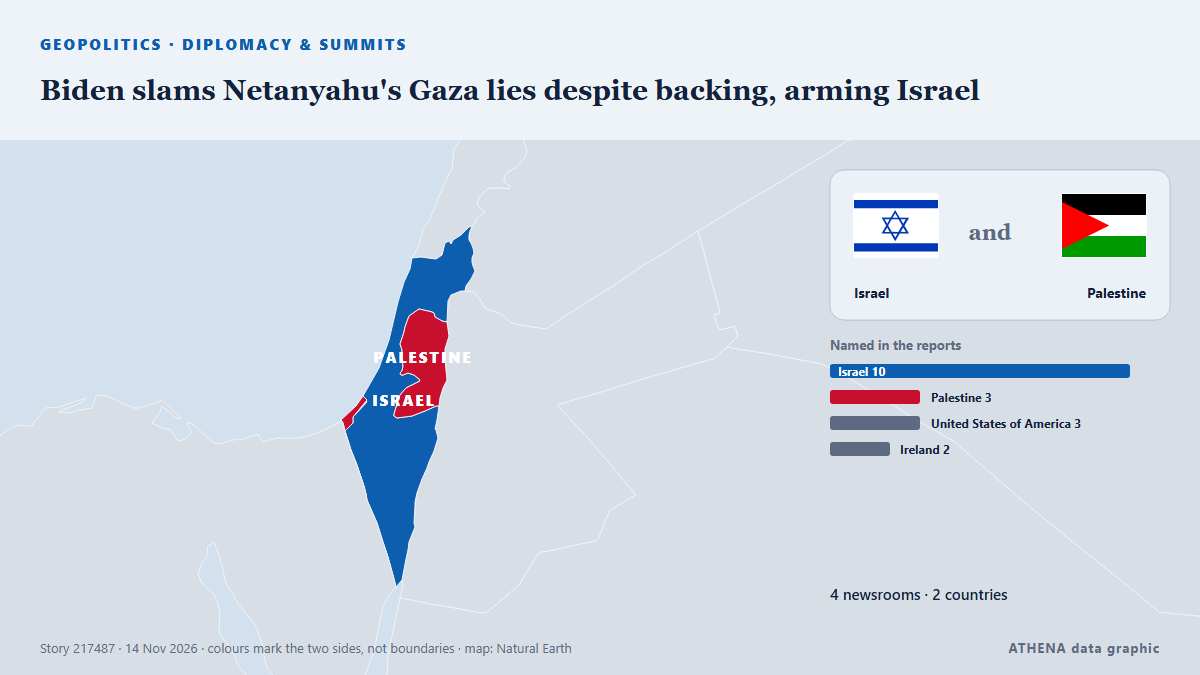 GEOPOLITICS · DIPLOMACY & SUMMITS
Biden slams Netanyahu's Gaza lies despite backing, arming Israel
and
Israel
Palestine
Named in the reports
Israel 10
Palestine 3
United States of America 3
Ireland 2
PALESTINE
ISRAEL
4 newsrooms · 2 countries
Story 217487 · 14 Nov 2026 · colours mark the two sides, not boundaries · map: Natural Earth
ATHENA data graphic